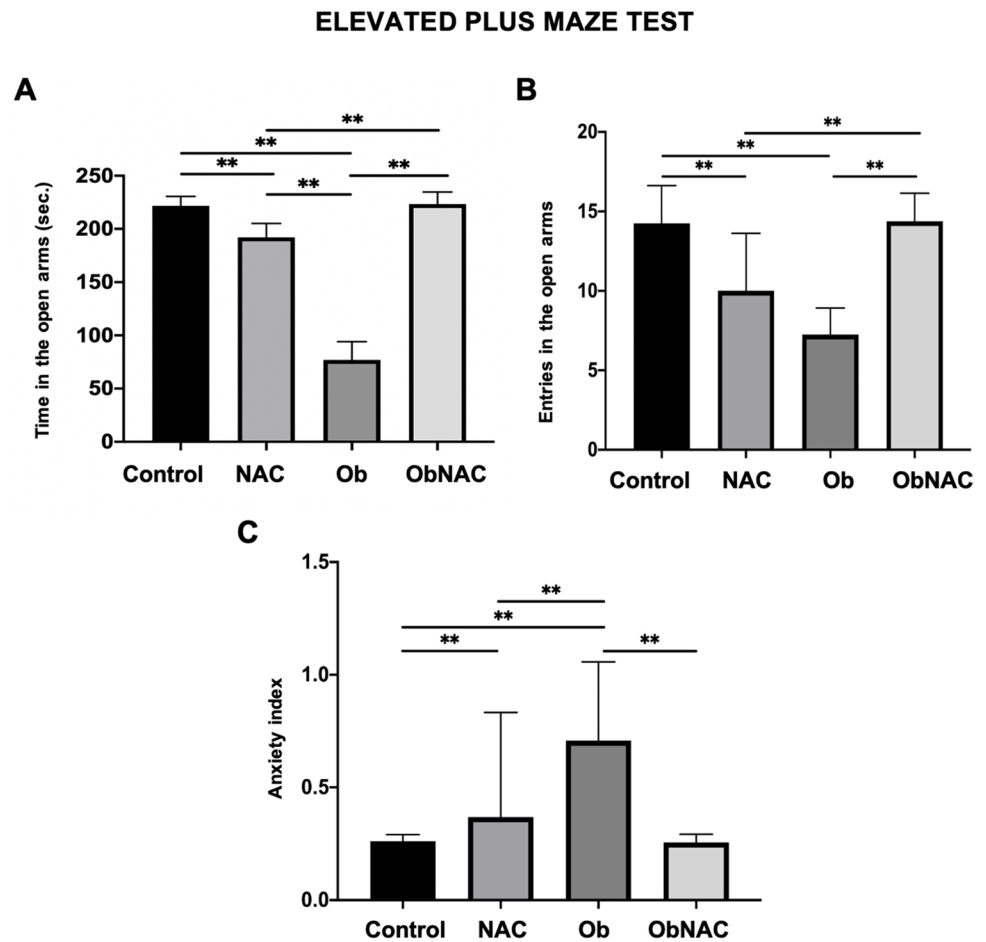 ELEVATED PLUS MAZE TEST
A
Time in the open arms (sec.)
250
200
150
100
50
0
**
**
**
**
**
Control NAC Ob ObNAC
B
Entries in the open arms
20
15
10
5
0
**
**
**
**
Control NAC Ob ObNAC
C
Anxiety index
1.5
1.0
0.5
0.0
**
**
**
**
Control NAC Ob ObNAC